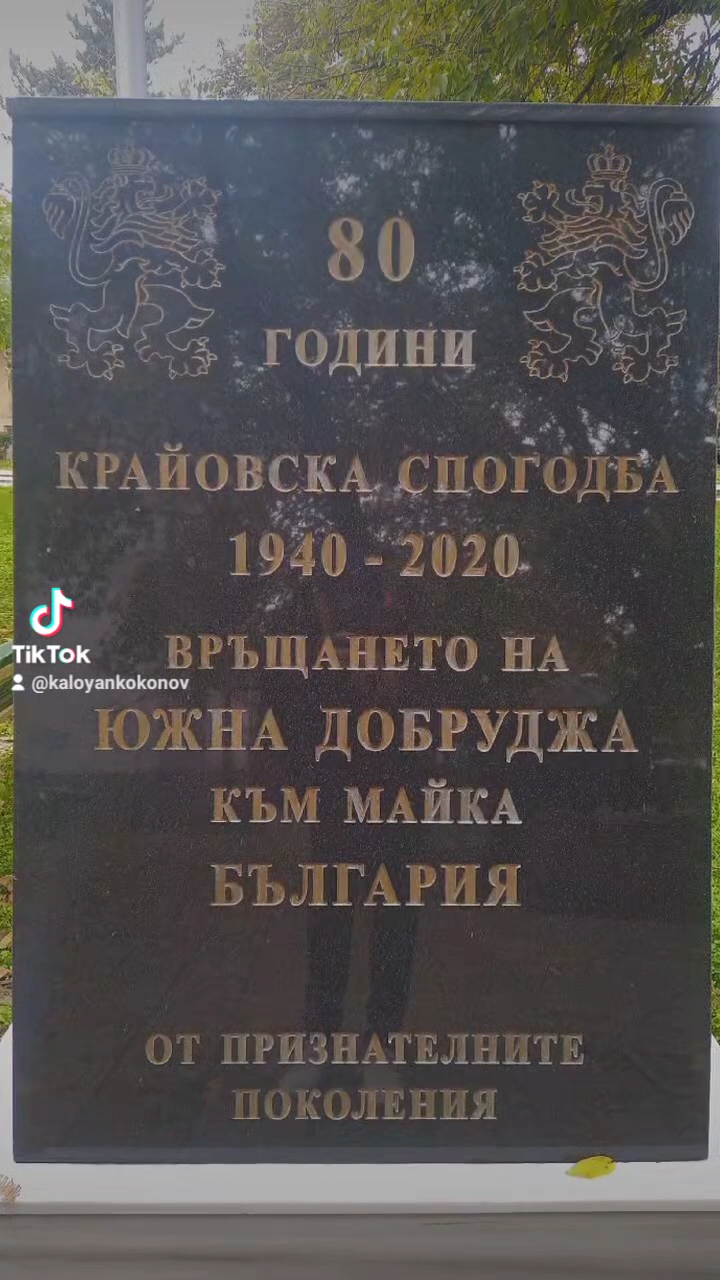 80
ГОДИНИ
КРАЙОВСКА СПОГОДБА
1940 - 2020
ВРЪЩАНЕТО НА
ЮЖНА ДОБРУДЖА
КЪМ МАЙКА
БЪЛГАРИЯ
ОТ ПРИЗНАТЕЛНИТЕ
ПОКОЛЕНИЯ
TikTok
@kaloyankokonov